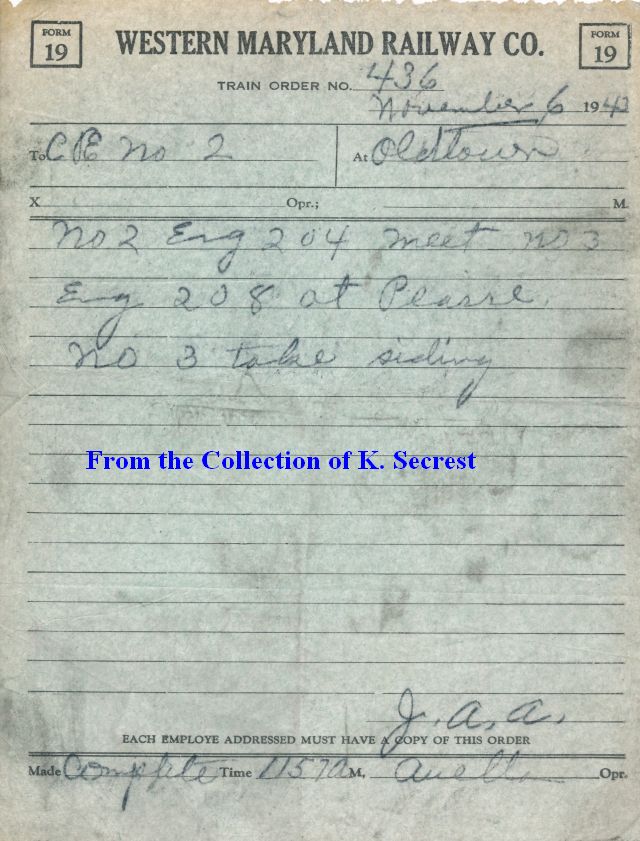 FORM 19 WESTERN MARYLAND RAILWAY CO. FORM 19
TRAIN ORDER NO. 436
November 6 1943
To C&E No 2 At Oldtown
X Opr.; M.
No 2 Eng 204 meet no 3
Eng 208 at Pearre.
No 3 take siding
From the Collection of K. Secrest
J.A.A.
EACH EMPLOYE ADDRESSED MUST HAVE A COPY OF THIS ORDER
Made Complete Time 1157A M. Opr.